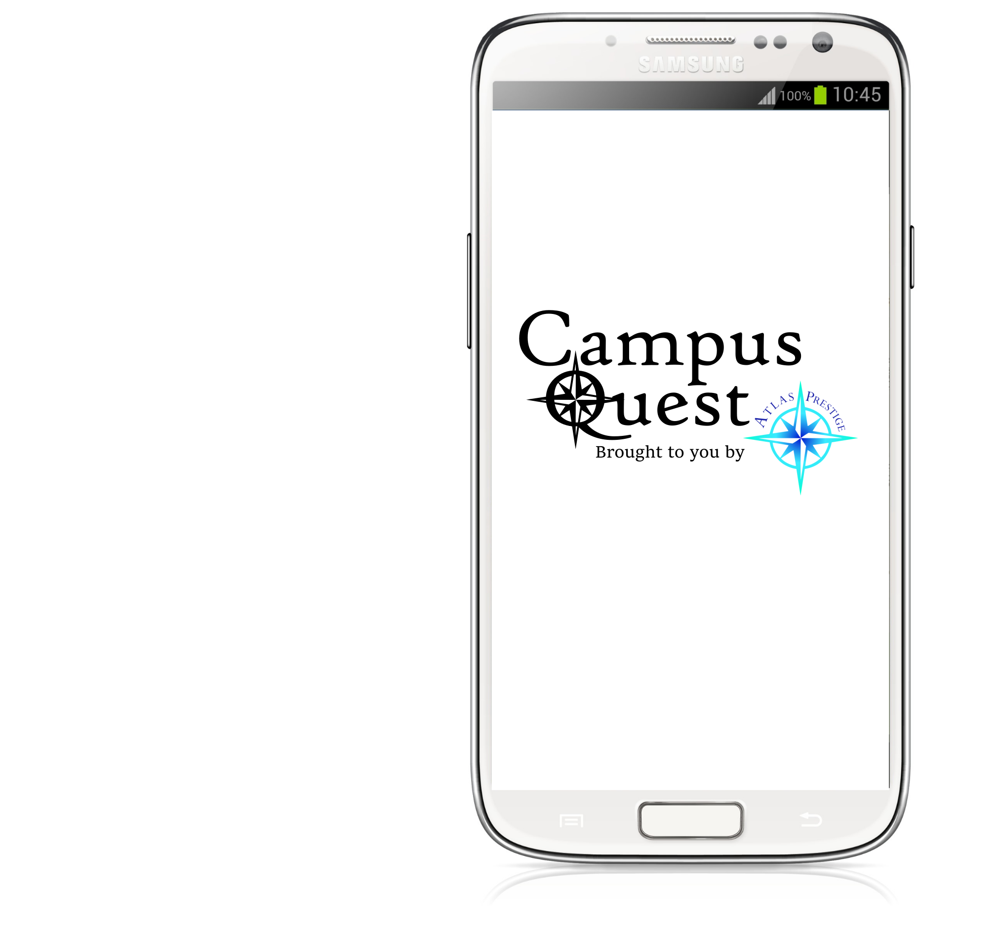 SAMSUNG
100% 10:45
Campus
Quest
ATLAS PRESTIGE
Brought to you by